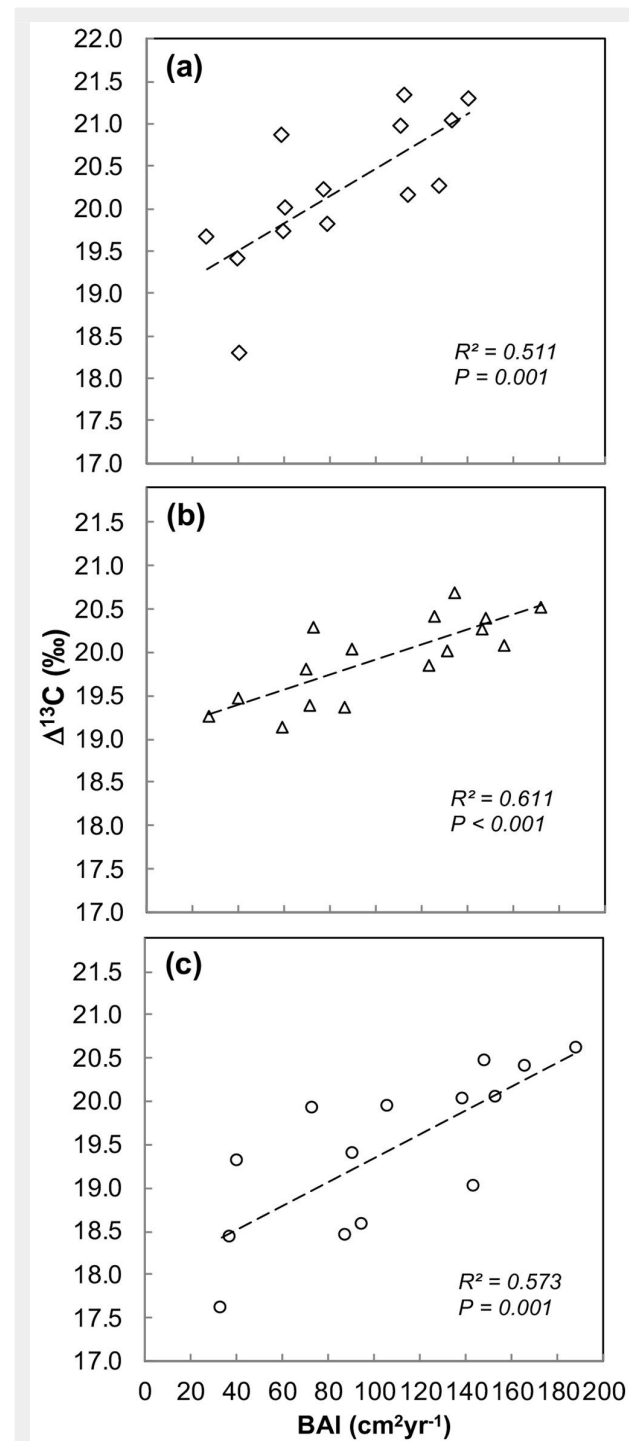 (a)
22.0
21.5
21.0
20.5
20.0
19.5
19.0
18.5
18.0
17.5
17.0
R² = 0.511
P = 0.001
(b)
21.5
21.0
20.5
20.0
19.5
19.0
18.5
18.0
17.5
17.0
R² = 0.611
P < 0.001
Δ¹³C (‰)
(c)
21.5
21.0
20.5
20.0
19.5
19.0
18.5
18.0
17.5
17.0
R² = 0.573
P = 0.001
0 20 40 60 80 100 120 140 160 180 200
BAI (cm²yr⁻¹)